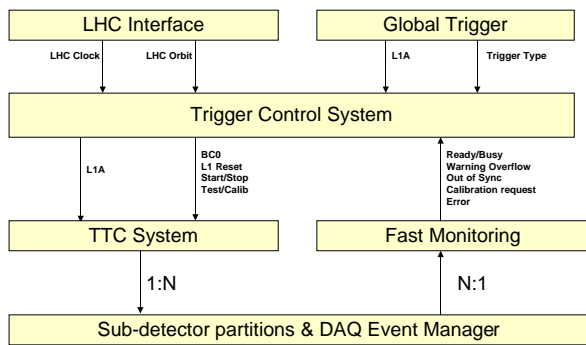 LHC Interface
Global Trigger
LHC Clock
LHC Orbit
L1A
Trigger Type
Trigger Control System
L1A
BC0
L1 Reset
Start/Stop
Test/Calib
Ready/Busy
Warning Overflow
Out of Sync
Calibration request
Error
TTC System
Fast Monitoring
1:N
N:1
Sub-detector partitions & DAQ Event Manager